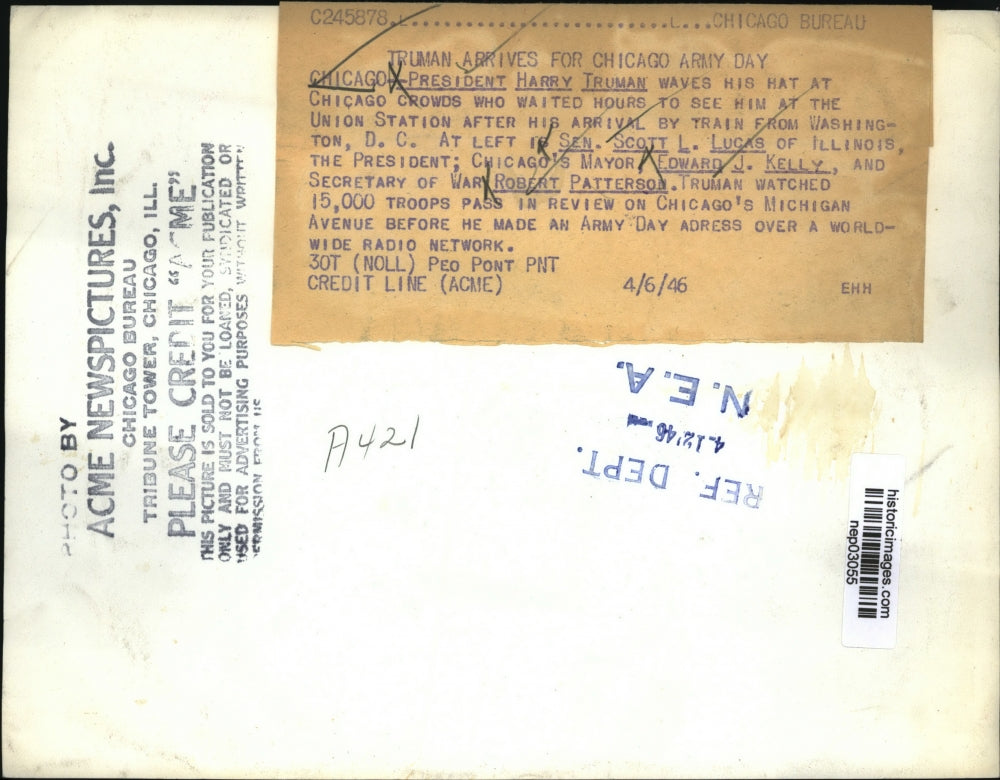 C245878.L..............................L...CHICAGO BUREAU
TRUMAN ARRIVES FOR CHICAGO ARMY DAY
CHICAGO--PRESIDENT HARRY TRUMAN WAVES HIS HAT AT
CHICAGO CROWDS WHO WAITED HOURS TO SEE HIM AT THE
UNION STATION AFTER HIS ARRIVAL BY TRAIN FROM WASHING-
TON, D. C. AT LEFT IS SEN. SCOTT L. LUCAS OF ILLINOIS,
THE PRESIDENT; CHICAGO'S MAYOR EDWARD J. KELLY, AND
SECRETARY OF WAR ROBERT PATTERSON. TRUMAN WATCHED
15,000 TROOPS PASS IN REVIEW ON CHICAGO'S MICHIGAN
AVENUE BEFORE HE MADE AN ARMY DAY ADRESS OVER A WORLD-
WIDE RADIO NETWORK.
30T (NOLL) PEO PONT PNT
CREDIT LINE (ACME) 4/6/46 EHH
PHOTO BY
ACME NEWSPICTURES, Inc.
CHICAGO BUREAU
TRIBUNE TOWER, CHICAGO, ILL.
PLEASE CREDIT "ACME"
THIS PICTURE IS SOLD TO YOU FOR YOUR PUBLICATION
ONLY AND MUST NOT BE LOANED, SYNDICATED OR
USED FOR ADVERTISING PURPOSES WITHOUT WRITTEN
PERMISSION FROM US
A421
REF. DEPT.
4-12'46
N.E.A.
historicimages.com
nep03055